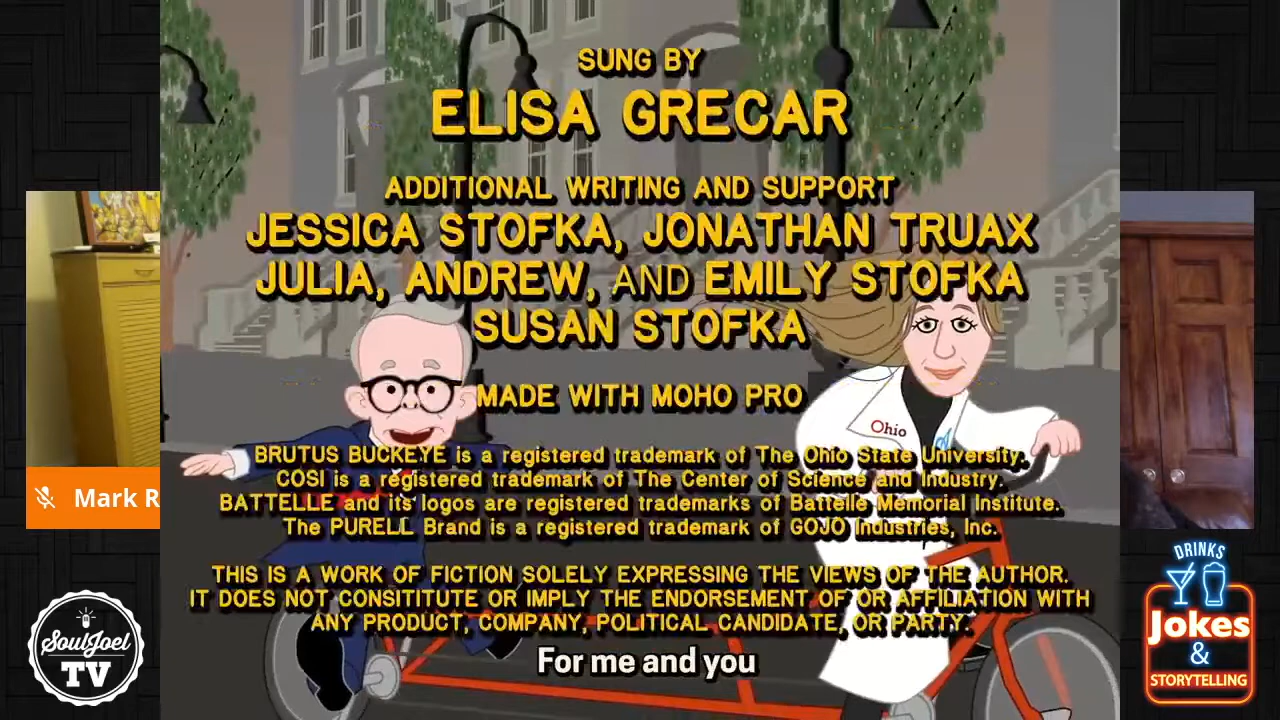 SUNG BY
ELISA GRECAR
ADDITIONAL WRITING AND SUPPORT
JESSICA STOFKA, JONATHAN TRUAX
JULIA, ANDREW, AND EMILY STOFKA
SUSAN STOFKA
MADE WITH MOHO PRO
Ohio
BRUTUS BUCKEYE is a registered trademark of The Ohio State University.
COSI is a registered trademark of The Center of Science and Industry.
BATTELLE and its logos are registered trademarks of Battelle Memorial Institute.
The PURELL Brand is a registered trademark of GOJO Industries, Inc.
THIS IS A WORK OF FICTION SOLELY EXPRESSING THE VIEWS OF THE AUTHOR.
IT DOES NOT CONSITITUTE OR IMPLY THE ENDORSEMENT OF OR AFFILIATION WITH
ANY PRODUCT, COMPANY, POLITICAL CANDIDATE, OR PARTY.
For me and you
Mark R
SoulJoel
TV
DRINKS
Jokes
&
STORYTELLING